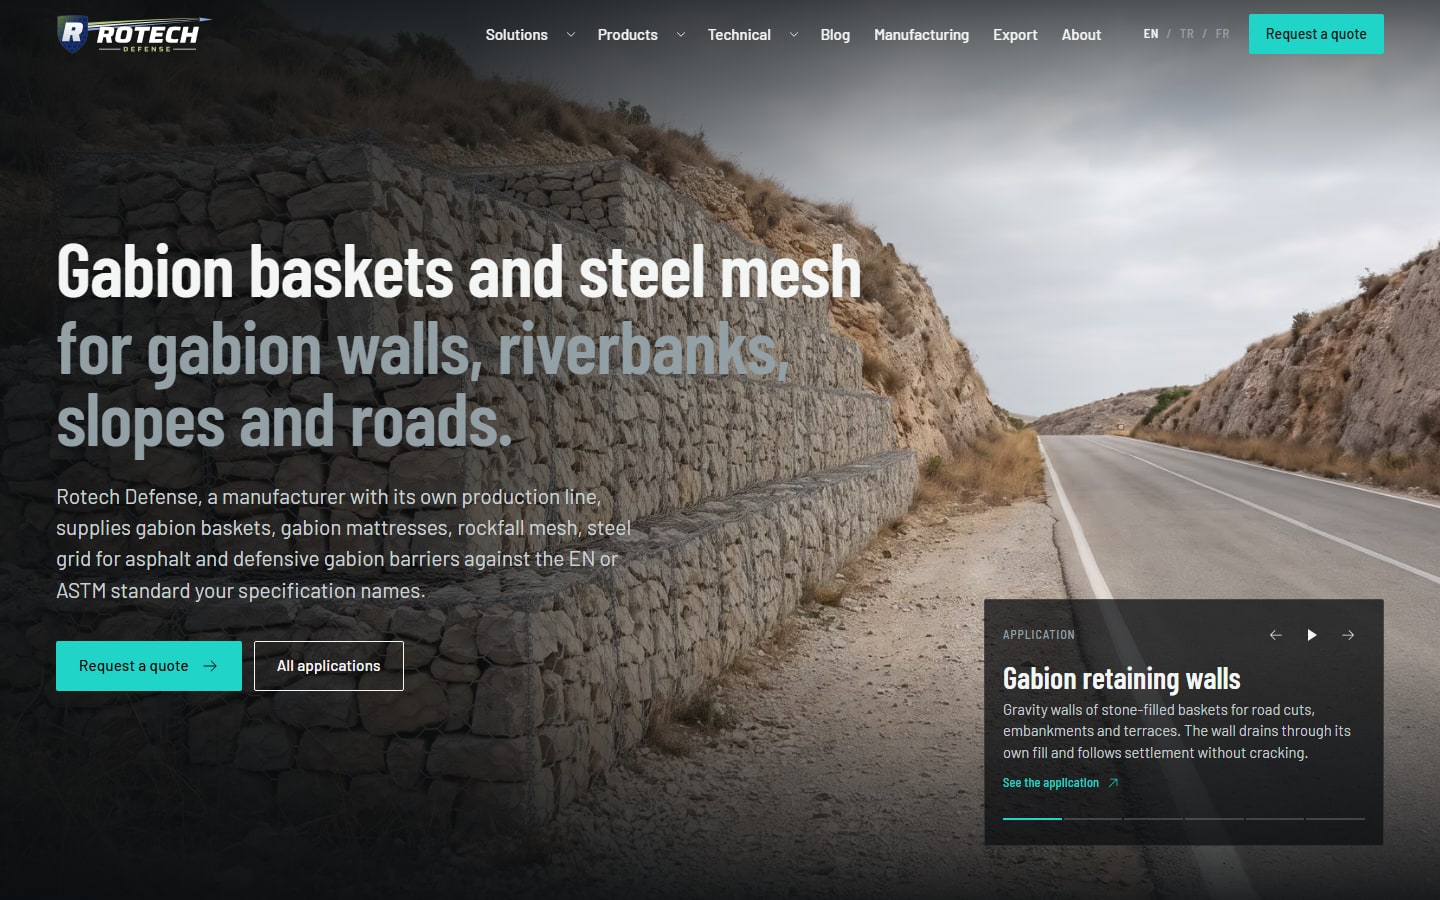 R ROTECH
DEFENSE
Solutions Products Technical Blog Manufacturing Export About EN / TR / FR Request a quote
Gabion baskets and steel mesh
for gabion walls, riverbanks,
slopes and roads.
Rotech Defense, a manufacturer with its own production line,
supplies gabion baskets, gabion mattresses, rockfall mesh, steel
grid for asphalt and defensive gabion barriers against the EN or
ASTM standard your specification names.
Request a quote
All applications
APPLICATION
Gabion retaining walls
Gravity walls of stone-filled baskets for road cuts,
embankments and terraces. The wall drains through its
own fill and follows settlement without cracking.
See the application